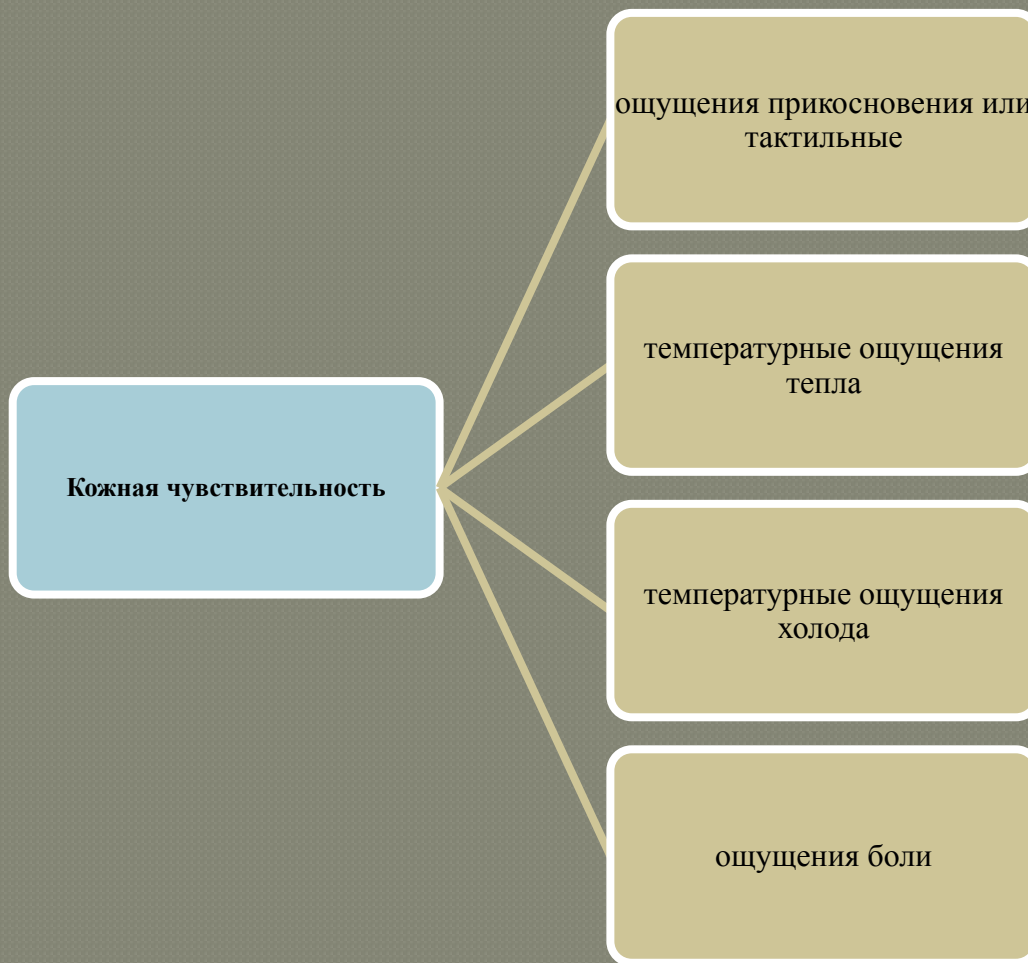 ощущения прикосновения или
тактильные
температурные ощущения
тепла
Кожная чувствительность
температурные ощущения
холода
ощущения боли